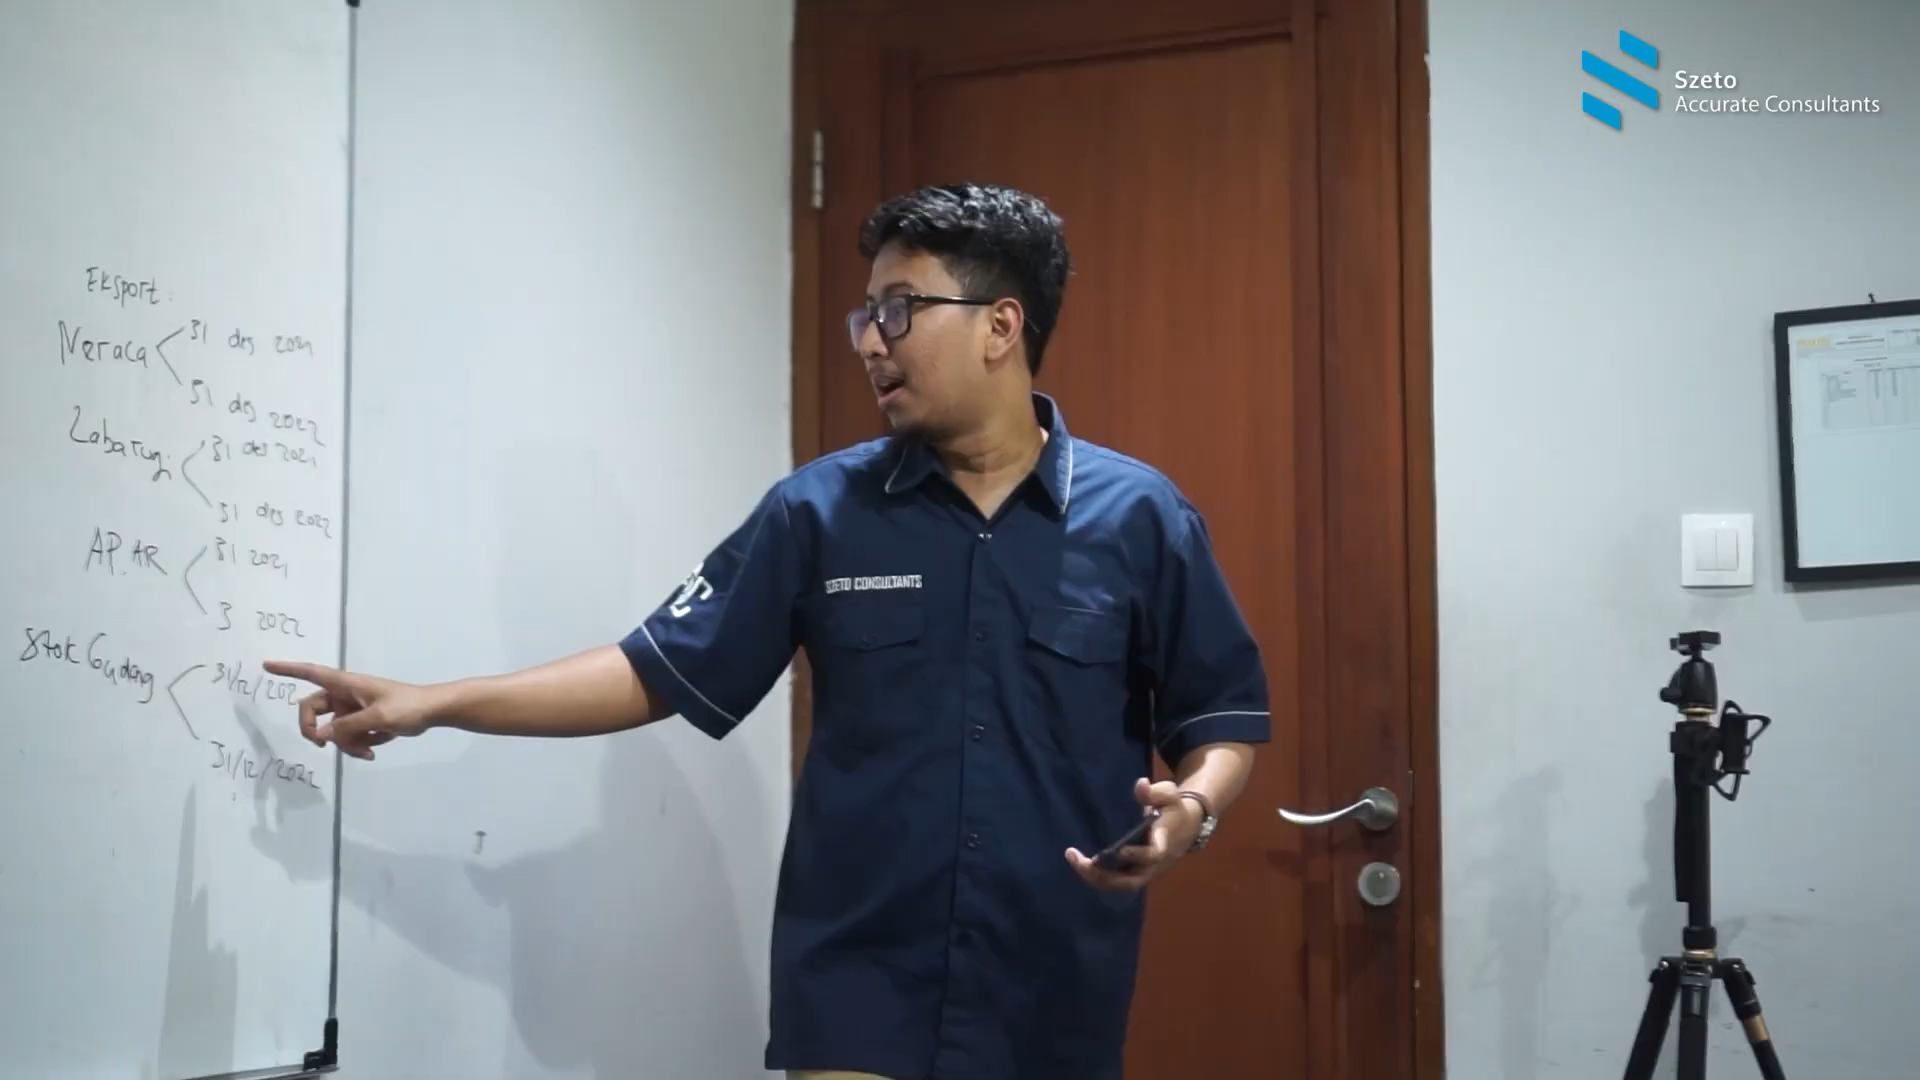 Szeto
Accurate Consultants
Eksport :
Neraca
31 des 2021
31 des 2022
Labarugi
31 des 2021
31 des 2022
AP. AR
31 2021
3 2022
Stok Gudang
31/12/202
31/12/2022
SZETO CONSULTANTS